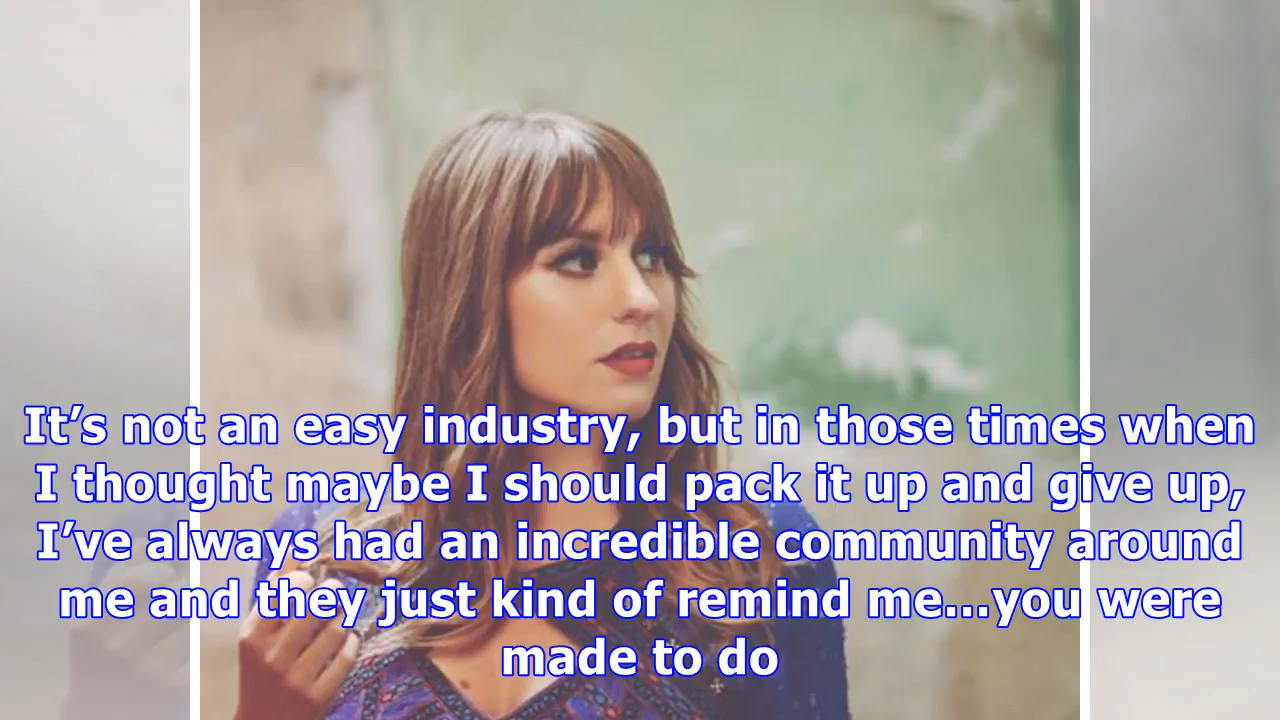 It’s not an easy industry, but in those times when
I thought maybe I should pack it up and give up,
I’ve always had an incredible community around
me and they just kind of remind me...you were
made to do